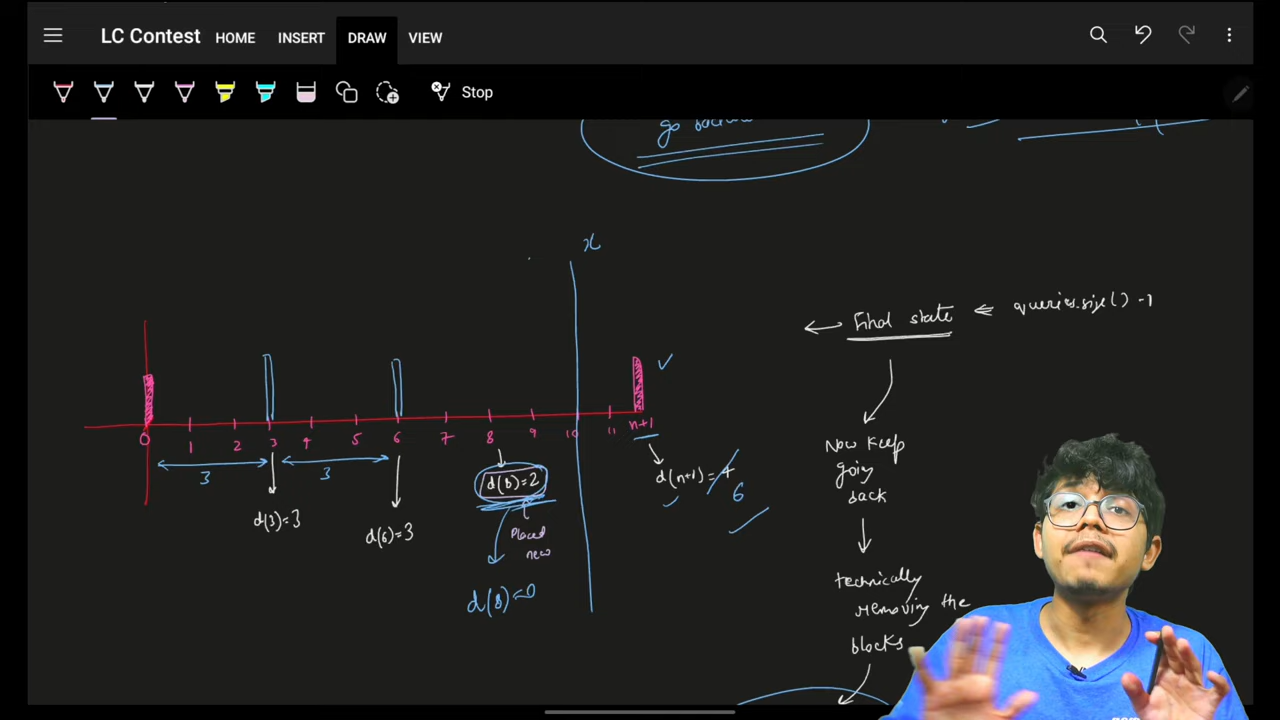 LC Contest HOME INSERT DRAW VIEW
Stop
go
x
Final state ⇐ queries.size() -1
0 1 2 3 4 5 6 7 8 9 10 11 n+1
3 3
d(3)=3
d(6)=3
d(8)=2
Placed
new
d(8)=0
d(n+1)=4
6
Now keep
going
back
technically
removing the
blocks